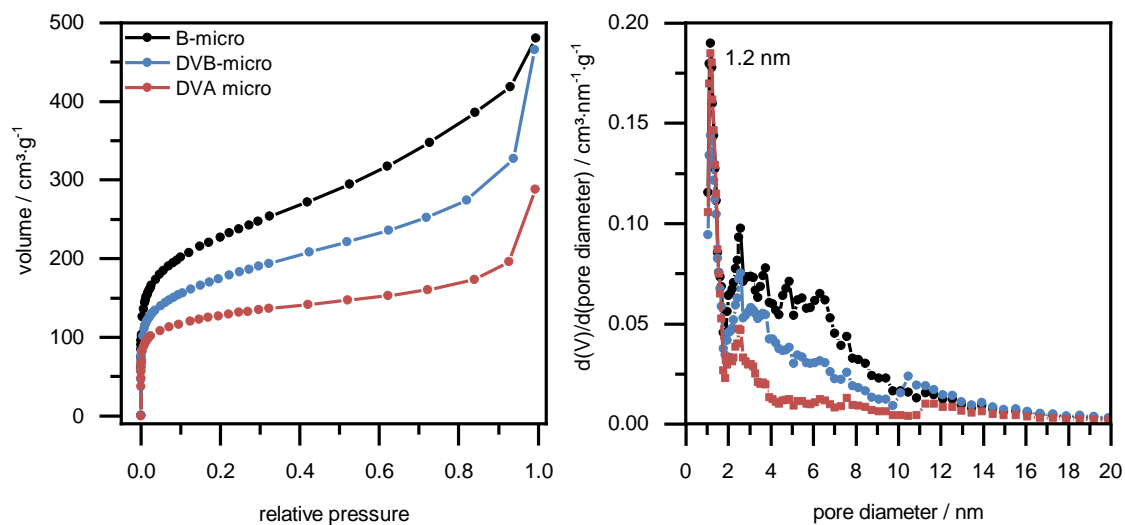 500
400
300
200
100
0
volume / cm³·g⁻¹
B-micro
DVB-micro
DVA micro
0.0 0.2 0.4 0.6 0.8 1.0
relative pressure
0.20
0.15
0.10
0.05
0.00
d(V)/d(pore diameter) / cm³·nm⁻¹·g⁻¹
1.2 nm
0 2 4 6 8 10 12 14 16 18 20
pore diameter / nm